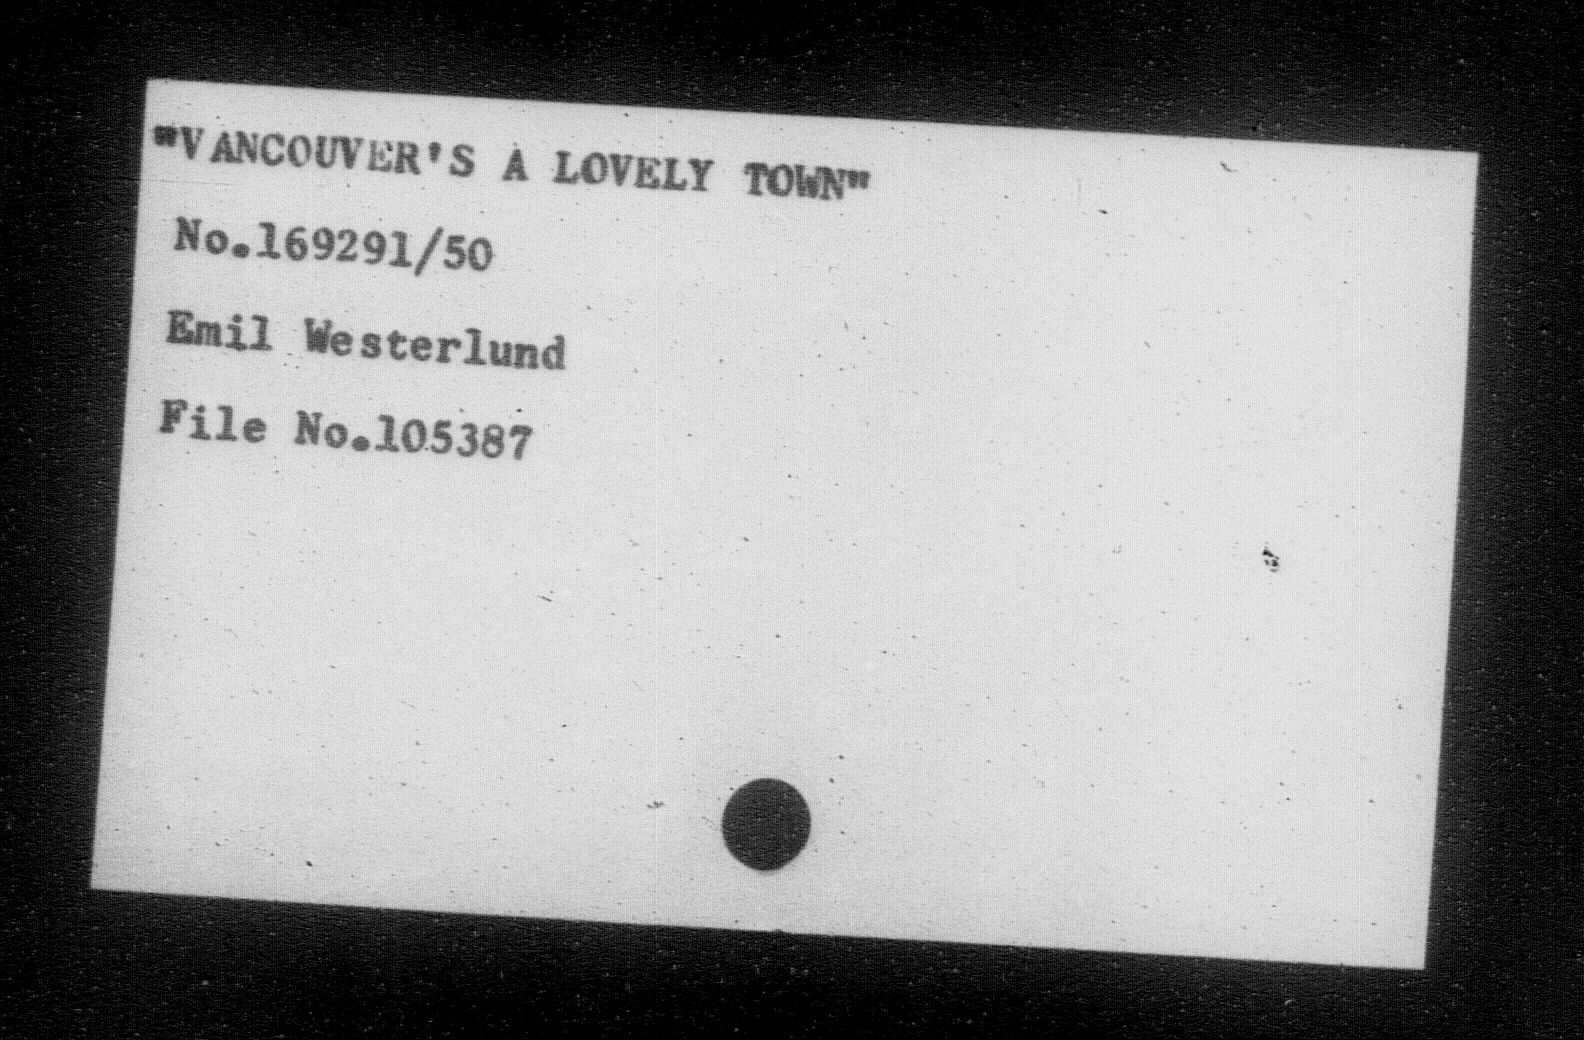 "VANCOUVER'S A LOVELY TOWN"
No.169291/50
Emil Westerlund
File No.105387